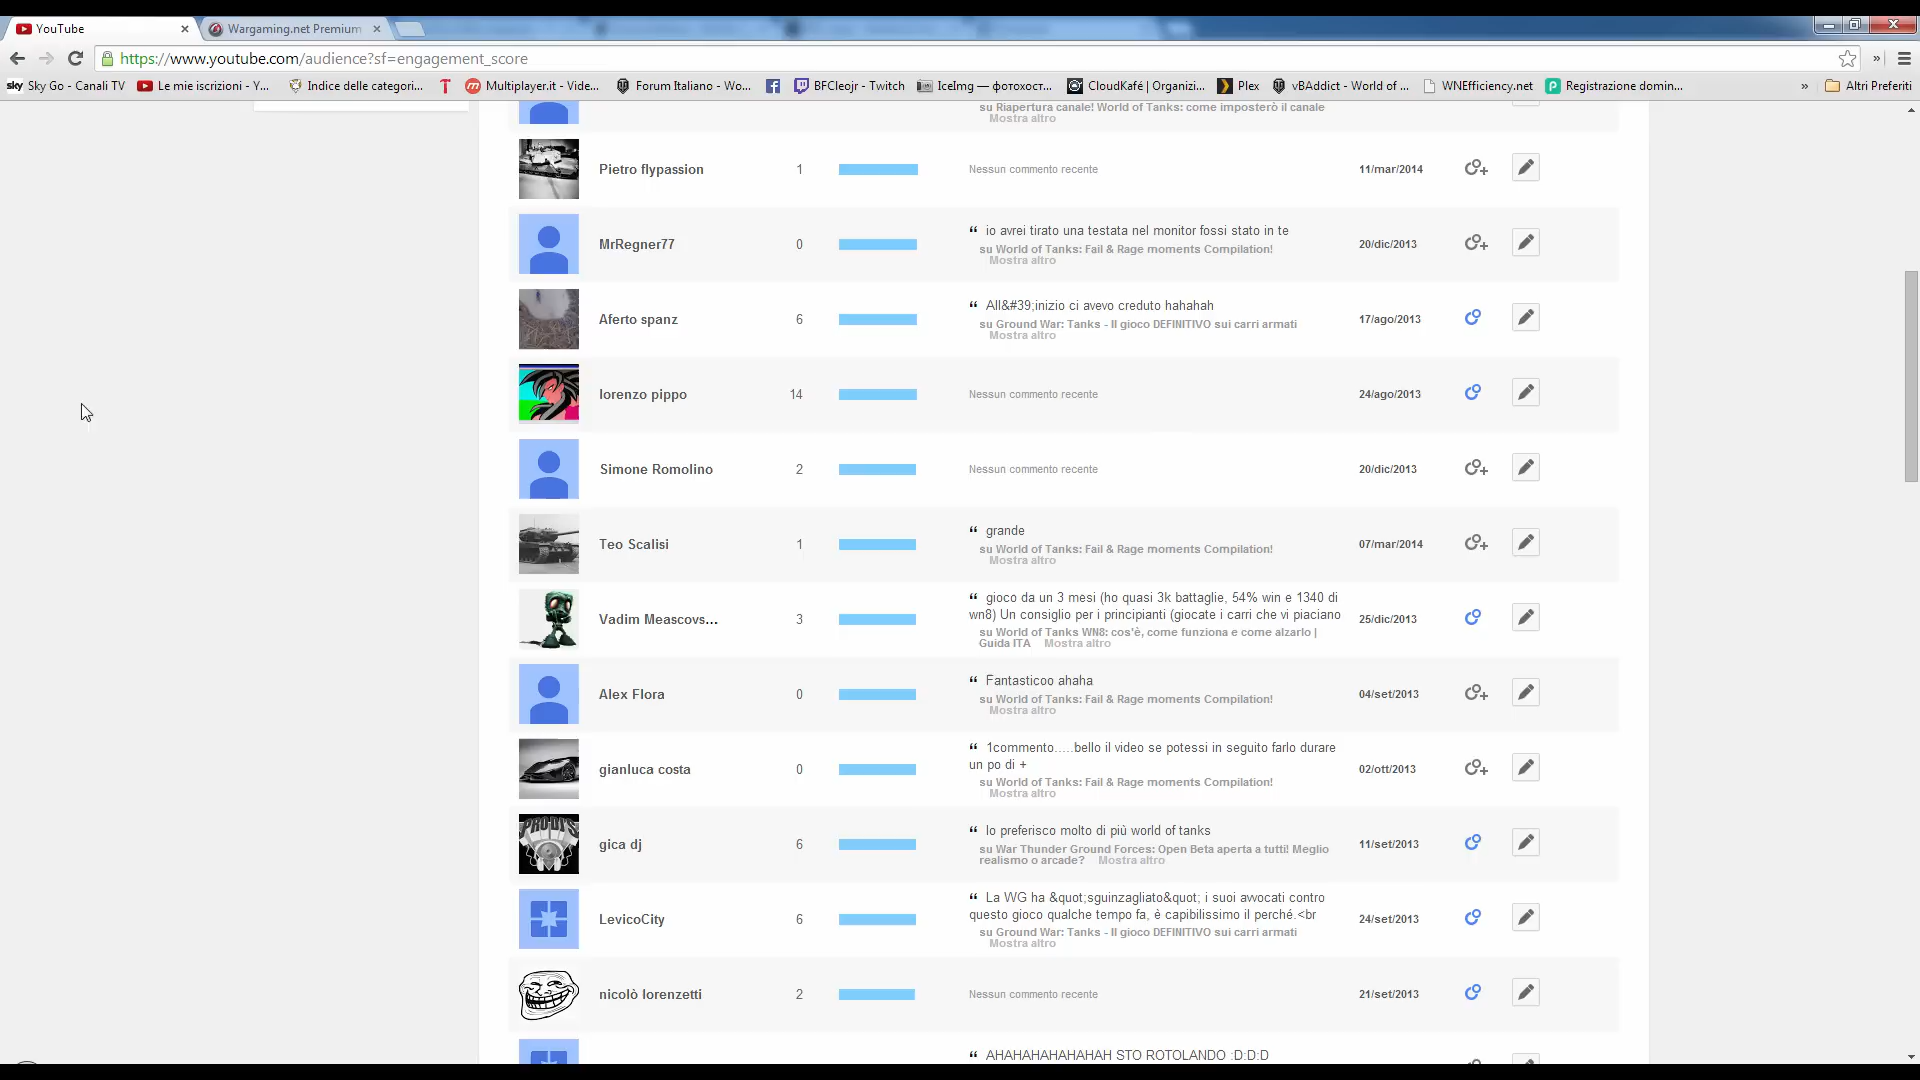 YouTube
Wargaming.net Premium
https://www.youtube.com/audience?sf=engagement_score
sky Sky Go - Canali TV Le mie iscrizioni - Y... Indice delle categori... Multiplayer.it - Vide... Forum Italiano - Wo... BFCleojr - Twitch IceImg — фотохост... CloudKafé | Organizi... Plex vBAddict - World of ... WNEfficiency.net Registrazione domin... » Altri Preferiti
su Riapertura canale! World of Tanks: come imposterò il canale
Mostra altro
Pietro flypassion 1 Nessun commento recente 11/mar/2014
“ io avrei tirato una testata nel monitor fossi stato in te
MrRegner77 0 su World of Tanks: Fail & Rage moments Compilation! 20/dic/2013
Mostra altro
“ All&#39;inizio ci avevo creduto hahahah
Aferto spanz 6 su Ground War: Tanks - Il gioco DEFINITIVO sui carri armati 17/ago/2013
Mostra altro
lorenzo pippo 14 Nessun commento recente 24/ago/2013
Simone Romolino 2 Nessun commento recente 20/dic/2013
“ grande
Teo Scalisi 1 su World of Tanks: Fail & Rage moments Compilation! 07/mar/2014
Mostra altro
“ gioco da un 3 mesi (ho quasi 3k battaglie, 54% win e 1340 di
wn8) Un consiglio per i principianti (giocate i carri che vi piaciano
Vadim Meascovs... 3 su World of Tanks WN8: cos'è, come funziona e come alzarlo | 25/dic/2013
Guida ITA Mostra altro
“ Fantasticoo ahaha
Alex Flora 0 su World of Tanks: Fail & Rage moments Compilation! 04/set/2013
Mostra altro
“ 1commento.....bello il video se potessi in seguito farlo durare
un po di +
gianluca costa 0 su World of Tanks: Fail & Rage moments Compilation! 02/ott/2013
Mostra altro
“ Io preferisco molto di più world of tanks
gica dj 6 su War Thunder Ground Forces: Open Beta aperta a tutti! Meglio 11/set/2013
realismo o arcade? Mostra altro
“ La WG ha &quot;sguinzagliato&quot; i suoi avvocati contro
questo gioco qualche tempo fa, è capibilissimo il perché.<br
LevicoCity 6 su Ground War: Tanks - Il gioco DEFINITIVO sui carri armati 24/set/2013
Mostra altro
nicolò lorenzetti 2 Nessun commento recente 21/set/2013
“ AHAHAHAHAHAHAH STO ROTOLANDO :D:D:D